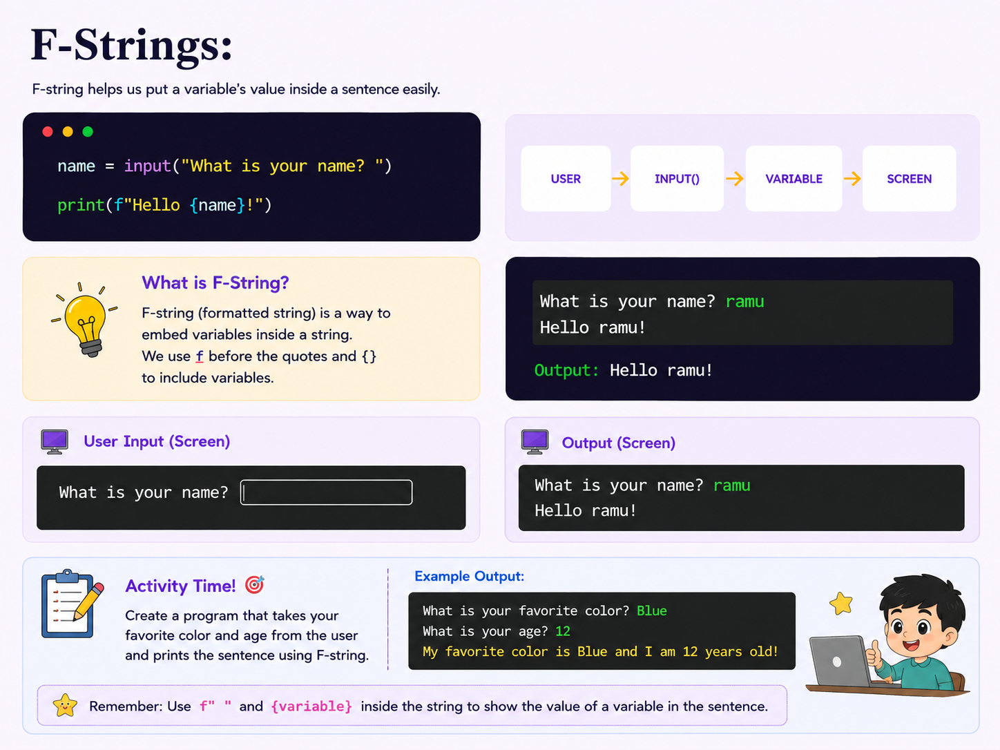 F-Strings:
F-string helps us put a variable's value inside a sentence easily.
name = input("What is your name? ")
print(f"Hello {name}!")
USER → INPUT() → VARIABLE → SCREEN
What is F-String?
F-string (formatted string) is a way to
embed variables inside a string.
We use f before the quotes and {}
to include variables.
What is your name? ramu
Hello ramu!
Output: Hello ramu!
User Input (Screen)
What is your name?
Output (Screen)
What is your name? ramu
Hello ramu!
Activity Time!
Create a program that takes your
favorite color and age from the user
and prints the sentence using F-string.
Example Output:
What is your favorite color? Blue
What is your age? 12
My favorite color is Blue and I am 12 years old!
Remember: Use f" " and {variable} inside the string to show the value of a variable in the sentence.